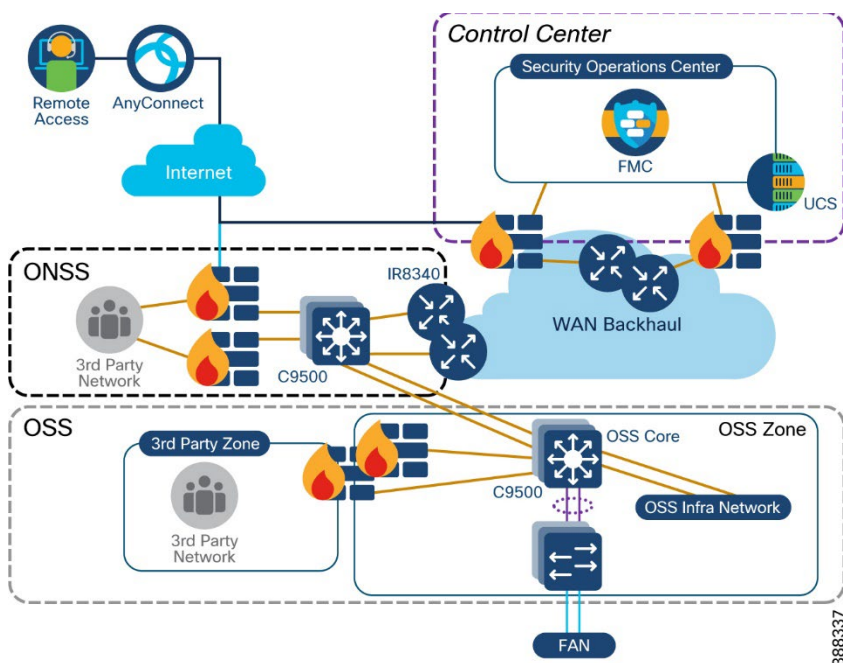 Control Center
Security Operations Center
FMC
UCS
Remote
Access
AnyConnect
Internet
ONSS
3rd Party
Network
C9500
IR8340
WAN Backhaul
OSS
3rd Party Zone
3rd Party
Network
OSS Zone
OSS Core
C9500
OSS Infra Network
FAN
388337